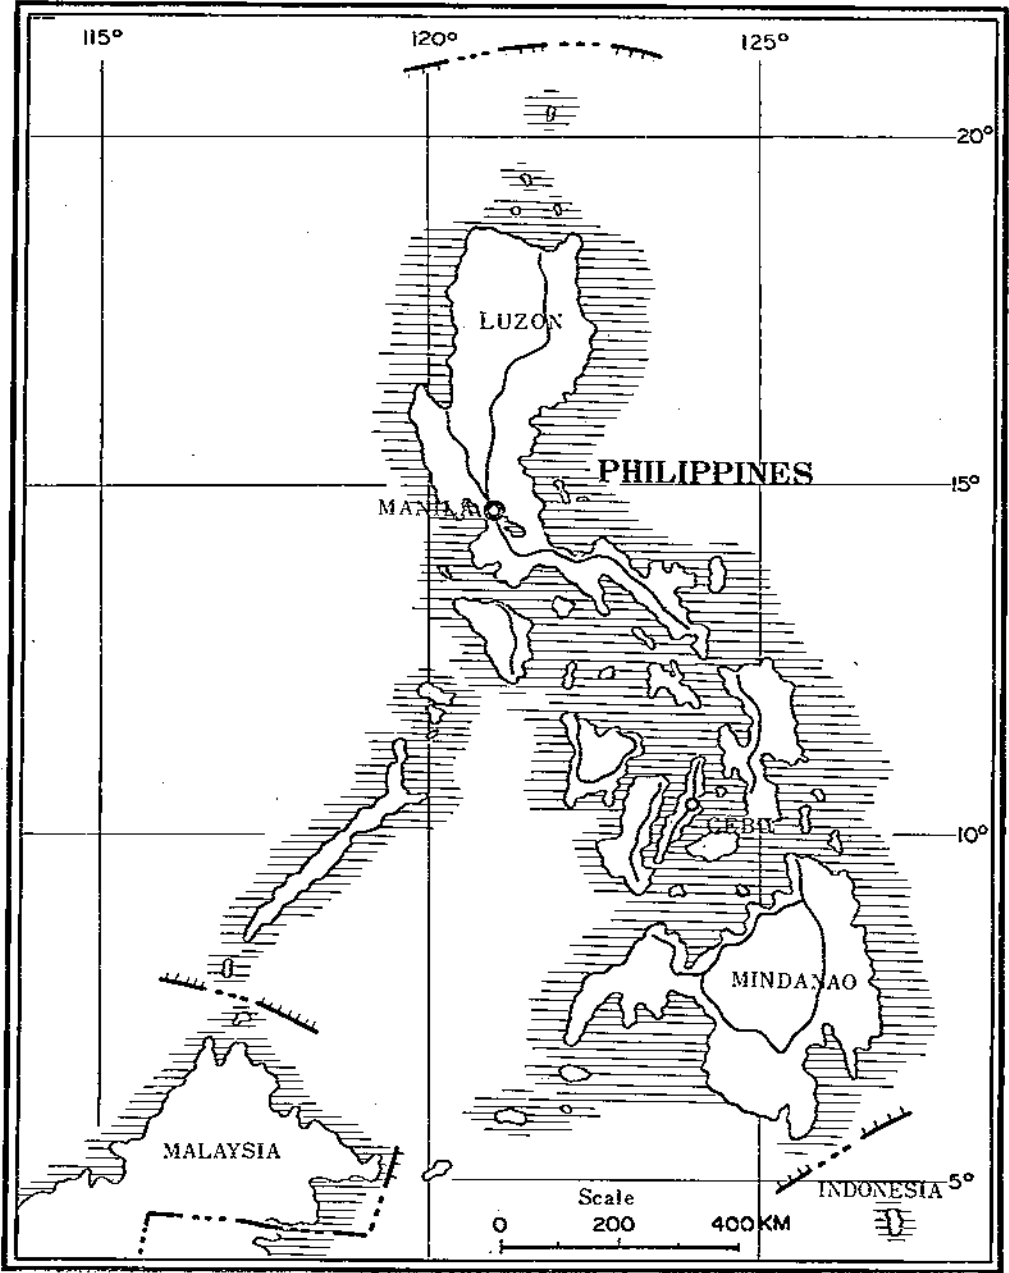 115°
120°
125°
20°
LUZON
PHILIPPINES
15°
MANILA
CEBU
10°
MINDANAO
MALAYSIA
INDONESIA
5°
Scale
0 200 400 KM